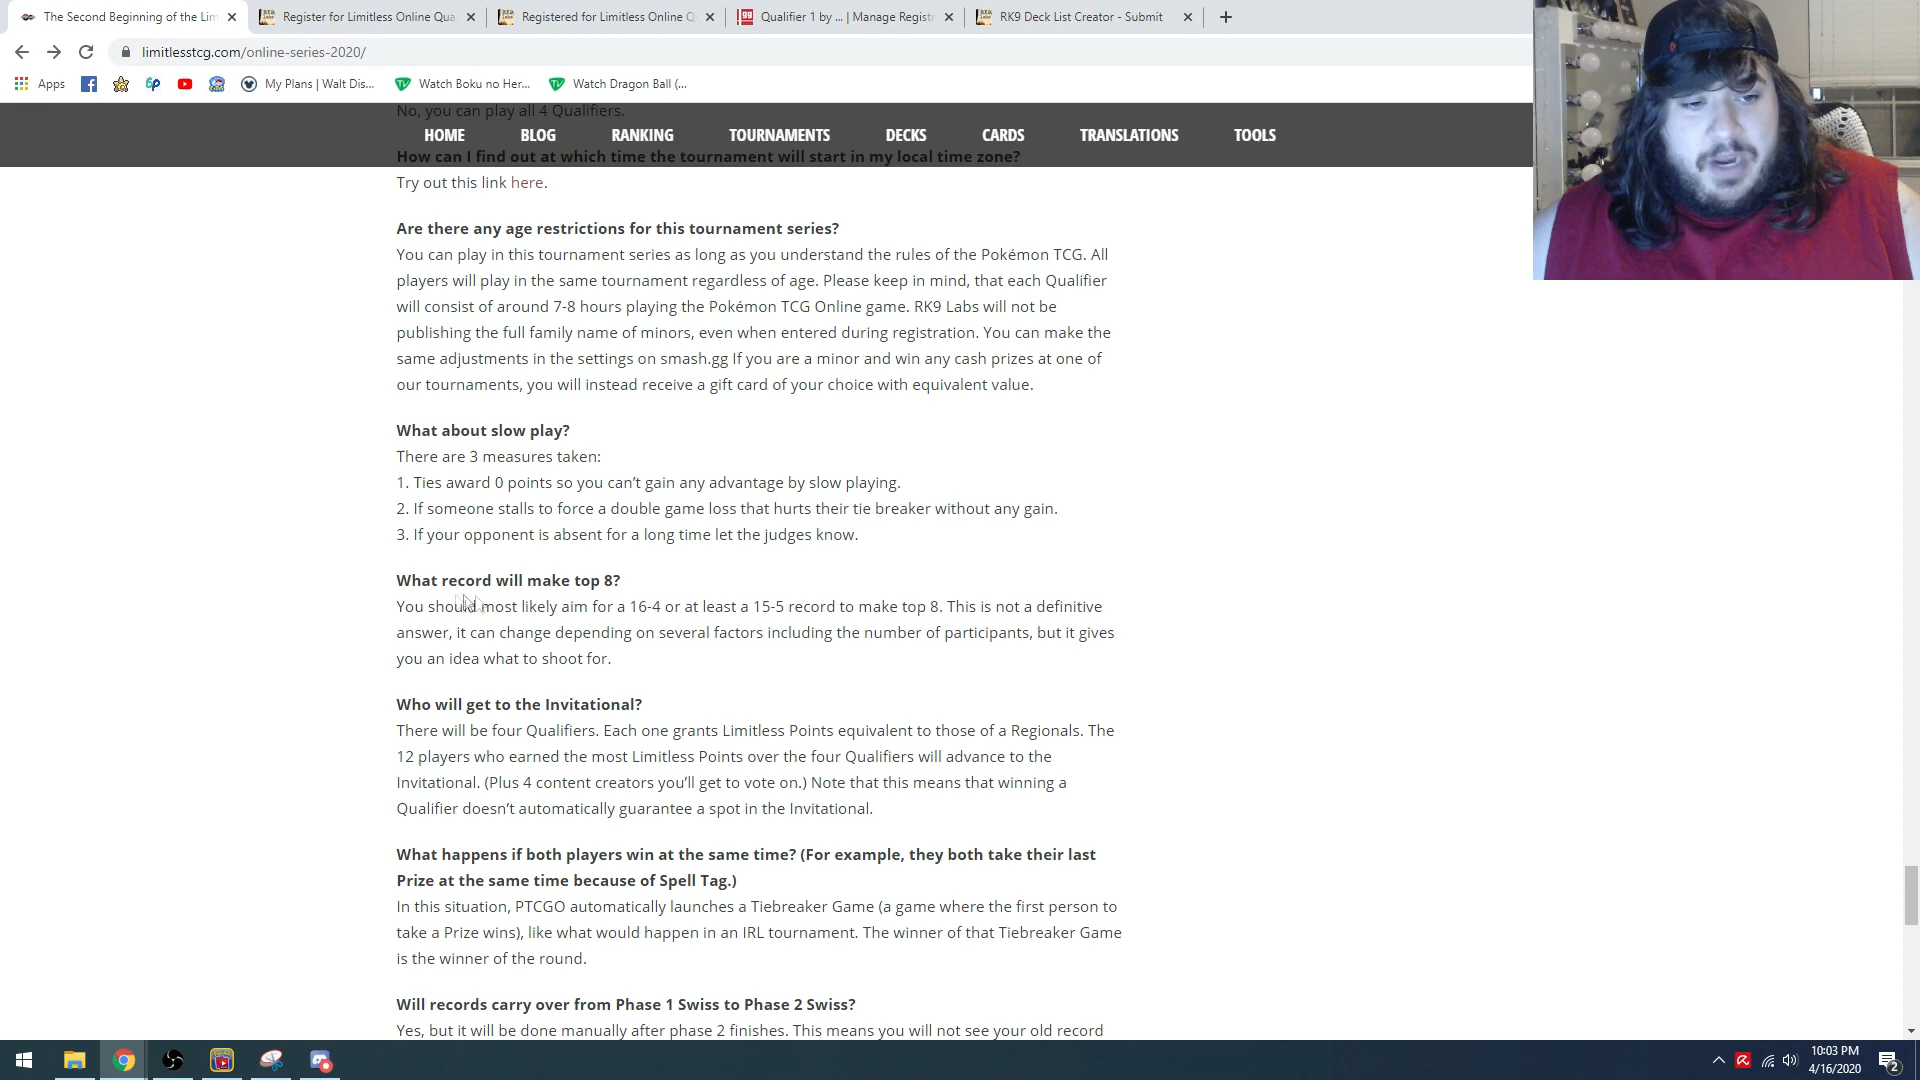 The Second Beginning of the Lim
Register for Limitless Online Qua
Registered for Limitless Online Q
Qualifier 1 by ... | Manage Registr
RK9 Deck List Creator - Submit
limitlesstcg.com/online-series-2020/
Apps
My Plans | Walt Dis...
Watch Boku no Her...
Watch Dragon Ball (...
No, you can play all 4 Qualifiers.
HOME BLOG RANKING TOURNAMENTS DECKS CARDS TRANSLATIONS TOOLS
How can I find out at which time the tournament will start in my local time zone?
Try out this link here.
Are there any age restrictions for this tournament series?
You can play in this tournament series as long as you understand the rules of the Pokémon TCG. All
players will play in the same tournament regardless of age. Please keep in mind, that each Qualifier
will consist of around 7-8 hours playing the Pokémon TCG Online game. RK9 Labs will not be
publishing the full family name of minors, even when entered during registration. You can make the
same adjustments in the settings on smash.gg If you are a minor and win any cash prizes at one of
our tournaments, you will instead receive a gift card of your choice with equivalent value.
What about slow play?
There are 3 measures taken:
1. Ties award 0 points so you can’t gain any advantage by slow playing.
2. If someone stalls to force a double game loss that hurts their tie breaker without any gain.
3. If your opponent is absent for a long time let the judges know.
What record will make top 8?
You should most likely aim for a 16-4 or at least a 15-5 record to make top 8. This is not a definitive
answer, it can change depending on several factors including the number of participants, but it gives
you an idea what to shoot for.
Who will get to the Invitational?
There will be four Qualifiers. Each one grants Limitless Points equivalent to those of a Regionals. The
12 players who earned the most Limitless Points over the four Qualifiers will advance to the
Invitational. (Plus 4 content creators you’ll get to vote on.) Note that this means that winning a
Qualifier doesn’t automatically guarantee a spot in the Invitational.
What happens if both players win at the same time? (For example, they both take their last
Prize at the same time because of Spell Tag.)
In this situation, PTCGO automatically launches a Tiebreaker Game (a game where the first person to
take a Prize wins), like what would happen in an IRL tournament. The winner of that Tiebreaker Game
is the winner of the round.
Will records carry over from Phase 1 Swiss to Phase 2 Swiss?
Yes, but it will be done manually after phase 2 finishes. This means you will not see your old record
10:03 PM
4/16/2020
2